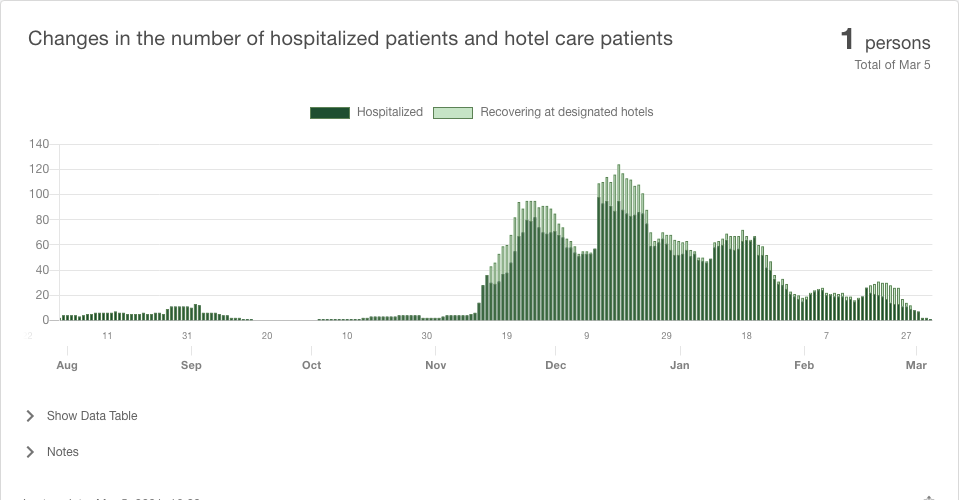 Changes in the number of hospitalized patients and hotel care patients
1 persons
Total of Mar 5
Hospitalized Recovering at designated hotels
140
120
100
80
60
40
20
0
2 11 31 20 10 30 19 9 29 18 7 27
Aug Sep Oct Nov Dec Jan Feb Mar
Show Data Table
Notes